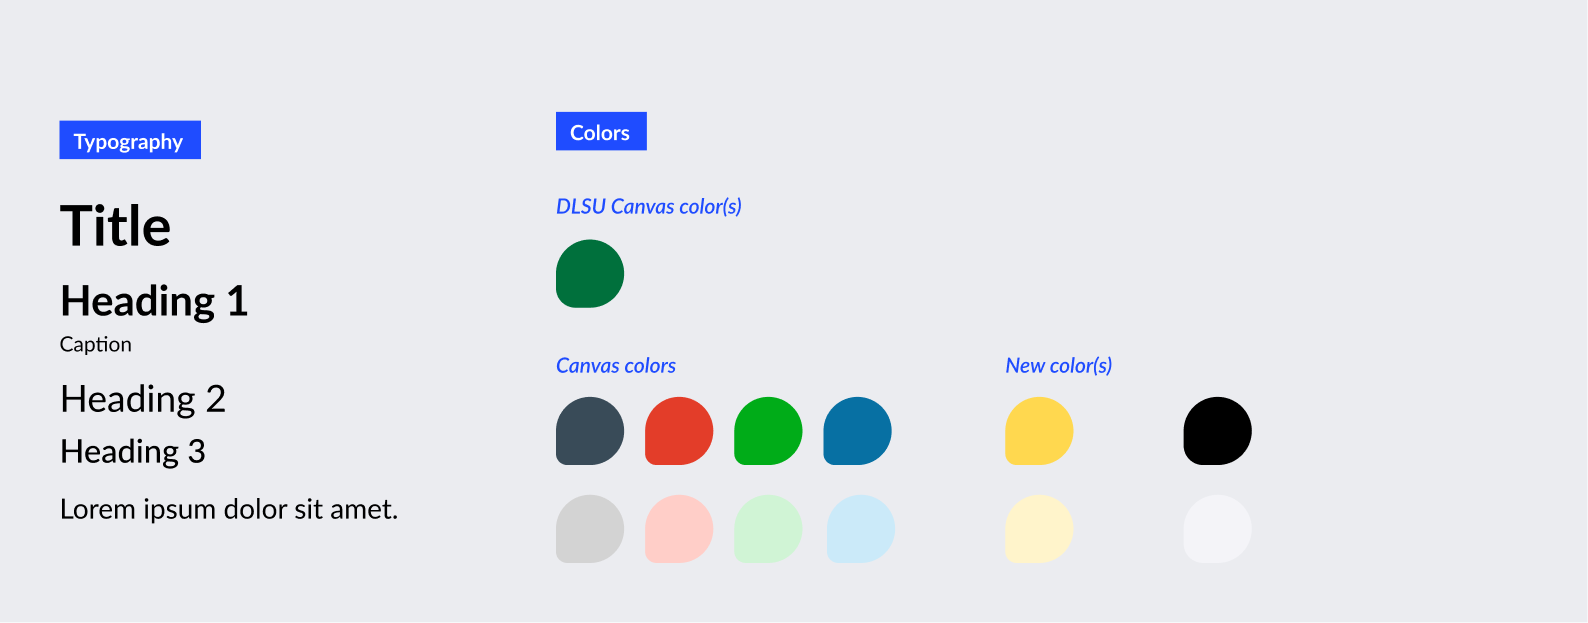 Typography
Title
Heading 1
Caption
Heading 2
Heading 3
Lorem ipsum dolor sit amet.
Colors
DLSU Canvas color(s)
Canvas colors
New color(s)